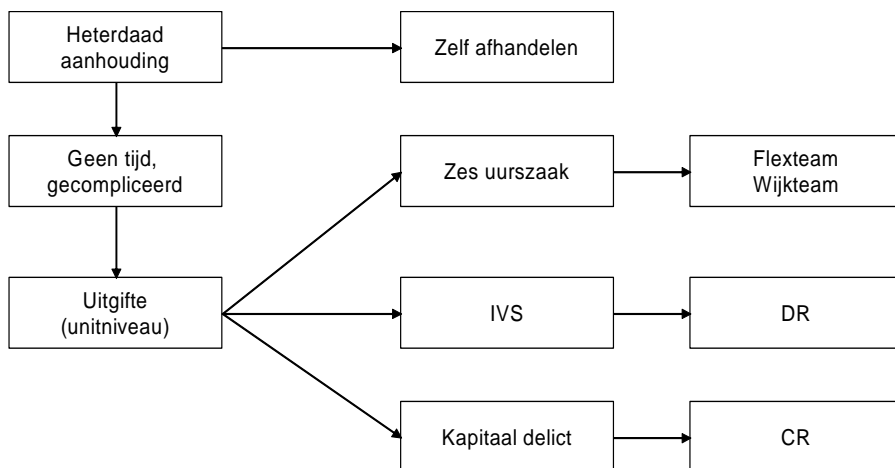 Heterdaad
aanhouding
Zelf afhandelen
Geen tijd,
gecompliceerd
Zes uurszaak
Flexteam
Wijkteam
Uitgifte
(unitniveau)
IVS
DR
Kapitaal delict
CR